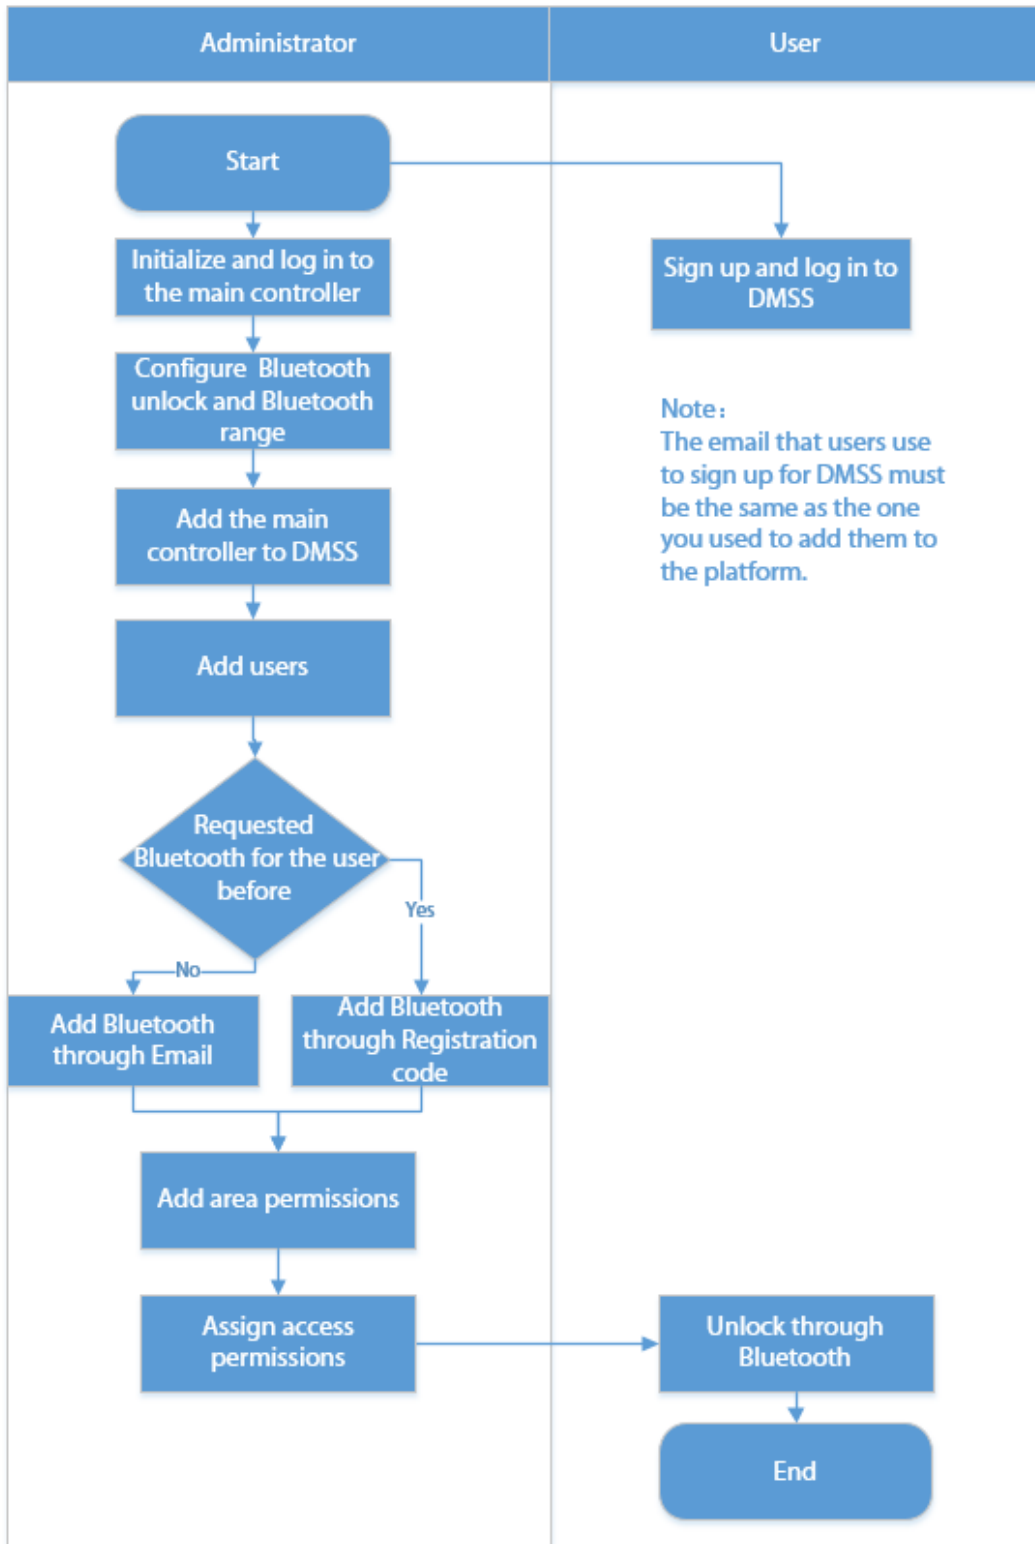 Administrator
User
Start
Initialize and log in to
the main controller
Sign up and log in to
DMSS
Configure Bluetooth
unlock and Bluetooth
range
Note:
The email that users use
to sign up for DMSS must
be the same as the one
you used to add them to
the platform.
Add the main
controller to DMSS
Add users
Requested
Bluetooth for the user
before
Yes
No
Add Bluetooth
through Email
Add Bluetooth
through Registration
code
Add area permissions
Assign access
permissions
Unlock through
Bluetooth
End